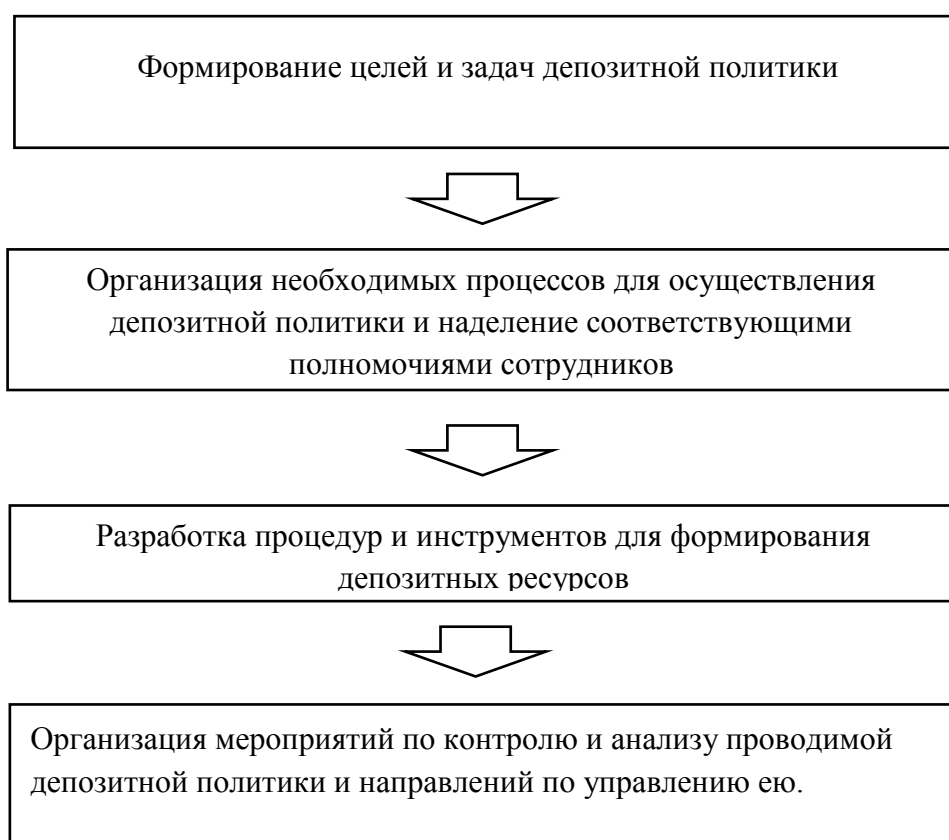 Формирование целей и задач депозитной политики
Организация необходимых процессов для осуществления
депозитной политики и наделение соответствующими
полномочиями сотрудников
Разработка процедур и инструментов для формирования
депозитных ресурсов
Организация мероприятий по контролю и анализу проводимой
депозитной политики и направлений по управлению ею.